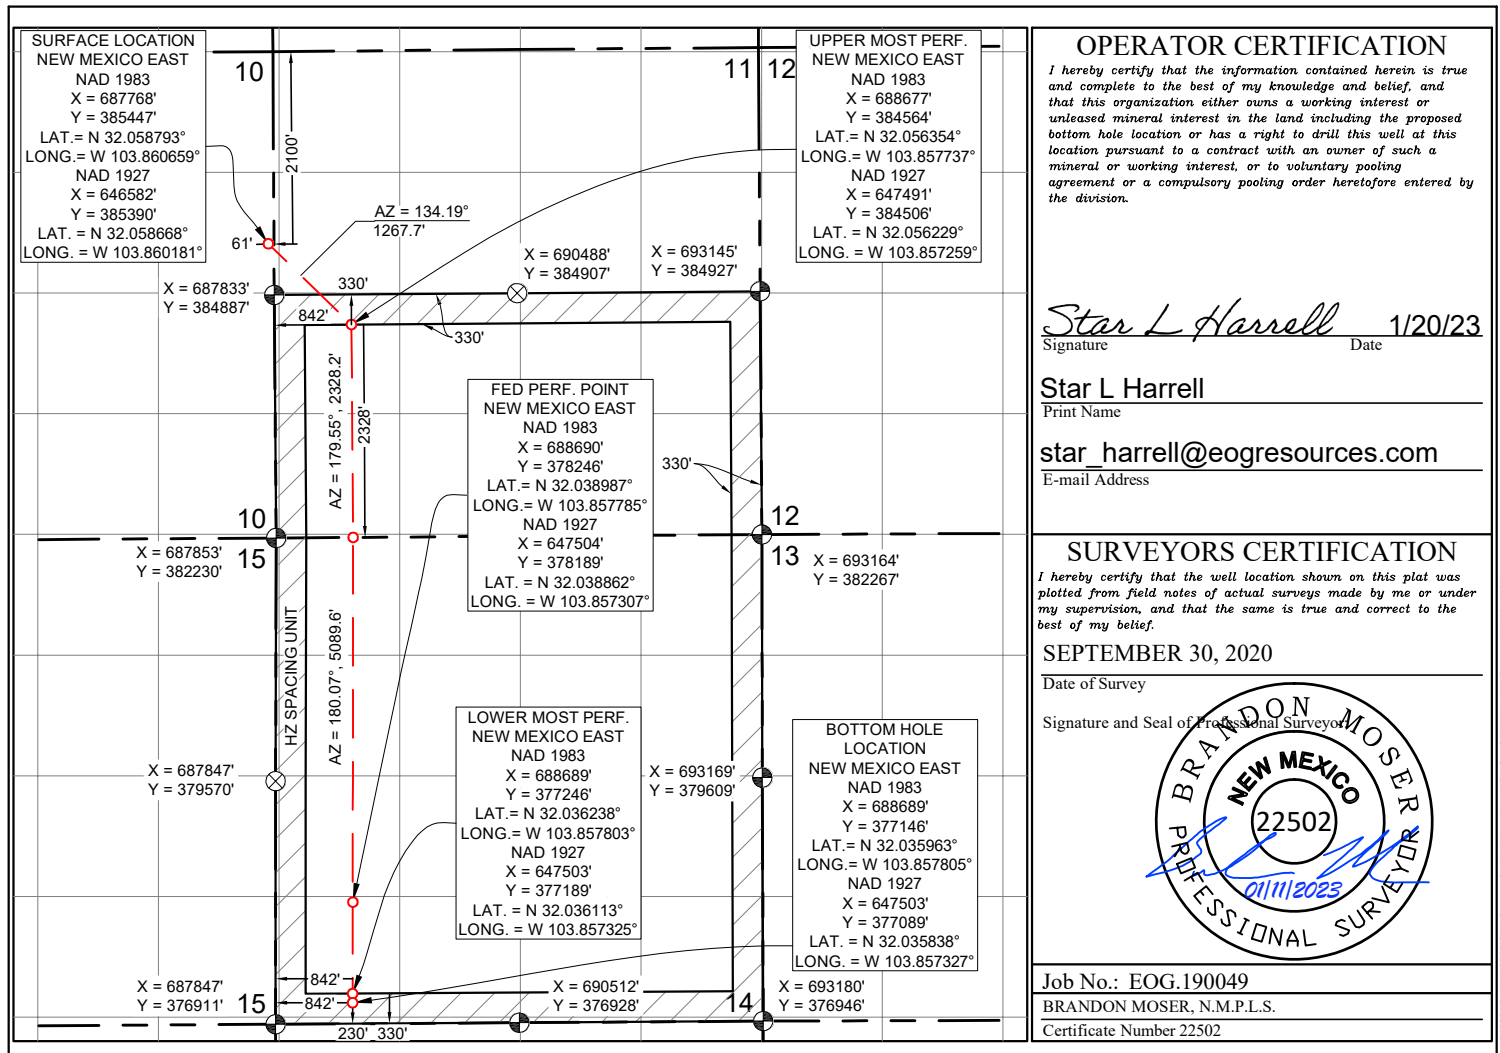 SURFACE LOCATION
NEW MEXICO EAST
NAD 1983
X = 687768'
Y = 385447'
LAT.= N 32.058793°
LONG.= W 103.860659°
NAD 1927
X = 646582'
Y = 385390'
LAT. = N 32.058668°
LONG. = W 103.860181°
10
2100'
61'
AZ = 134.19°
1267.7'
11
12
UPPER MOST PERF.
NEW MEXICO EAST
NAD 1983
X = 688677'
Y = 384564'
LAT.= N 32.056354°
LONG.= W 103.857737°
NAD 1927
X = 647491'
Y = 384506'
LAT. = N 32.056229°
LONG. = W 103.857259°
X = 687833'
Y = 384887'
330'
842'
X = 690488'
Y = 384907'
X = 693145'
Y = 384927'
330'
AZ = 179.55°, 2328.2'
2328'
FED PERF. POINT
NEW MEXICO EAST
NAD 1983
X = 688690'
Y = 378246'
LAT.= N 32.038987°
LONG.= W 103.857785°
NAD 1927
X = 647504'
Y = 378189'
LAT. = N 32.038862°
LONG. = W 103.857307°
330'
10
15
X = 687853'
Y = 382230'
12
13
X = 693164'
Y = 382267'
HZ SPACING UNIT
AZ = 180.07°, 5089.6'
X = 687847'
Y = 379570'
LOWER MOST PERF.
NEW MEXICO EAST
NAD 1983
X = 688689'
Y = 377246'
LAT.= N 32.036238°
LONG.= W 103.857803°
NAD 1927
X = 647503'
Y = 377189'
LAT. = N 32.036113°
LONG. = W 103.857325°
X = 693169'
Y = 379609'
BOTTOM HOLE
LOCATION
NEW MEXICO EAST
NAD 1983
X = 688689'
Y = 377146'
LAT.= N 32.035963°
LONG.= W 103.857805°
NAD 1927
X = 647503'
Y = 377089'
LAT. = N 32.035838°
LONG. = W 103.857327°
X = 687847'
Y = 376911'
15
842'
842'
230'
330'
X = 690512'
Y = 376928'
14
X = 693180'
Y = 376946'
OPERATOR CERTIFICATION
I hereby certify that the information contained herein is true
and complete to the best of my knowledge and belief, and
that this organization either owns a working interest or
unleased mineral interest in the land including the proposed
bottom hole location or has a right to drill this well at this
location pursuant to a contract with an owner of such a
mineral or working interest, or to voluntary pooling
agreement or a compulsory pooling order heretofore entered by
the division.
Star L Harrell 1/20/23
Signature Date
Star L Harrell
Print Name
star_harrell@eogresources.com
E-mail Address
SURVEYORS CERTIFICATION
I hereby certify that the well location shown on this plat was
plotted from field notes of actual surveys made by me or under
my supervision, and that the same is true and correct to the
best of my belief.
SEPTEMBER 30, 2020
Date of Survey
Signature and Seal of Professional Surveyor:
BRANDON MOSER
NEW MEXICO
22502
01/11/2023
PROFESSIONAL SURVEYOR
Job No.: EOG.190049
BRANDON MOSER, N.M.P.L.S.
Certificate Number 22502